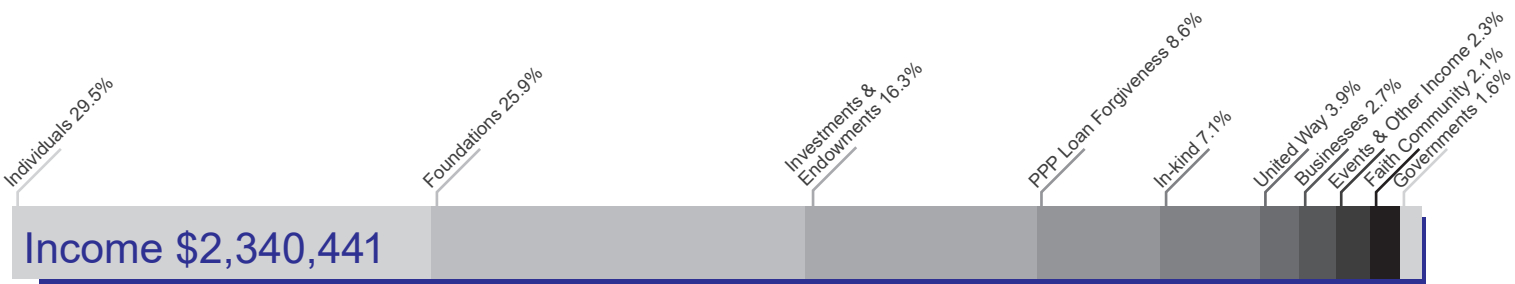 Individuals 29.5%
Foundations 25.9%
Investments &
Endowments 16.3%
PPP Loan Forgiveness 8.6%
In-kind 7.1%
United Way 3.9%
Businesses 2.7%
Events & Other Income 2.3%
Faith Community 2.1%
Governments 1.6%
Income $2,340,441